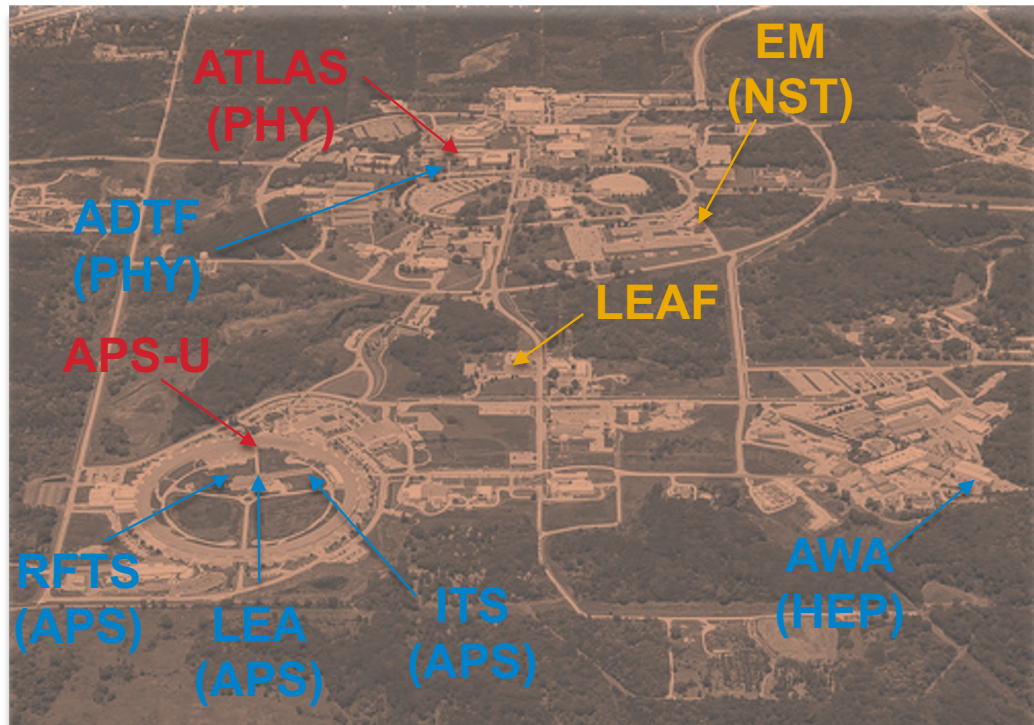 ATLAS
(PHY)
EM
(NST)
ADTF
(PHY)
LEAF
APS-U
RFTS
(APS)
LEA
(APS)
ITS
(APS)
AWA
(HEP)